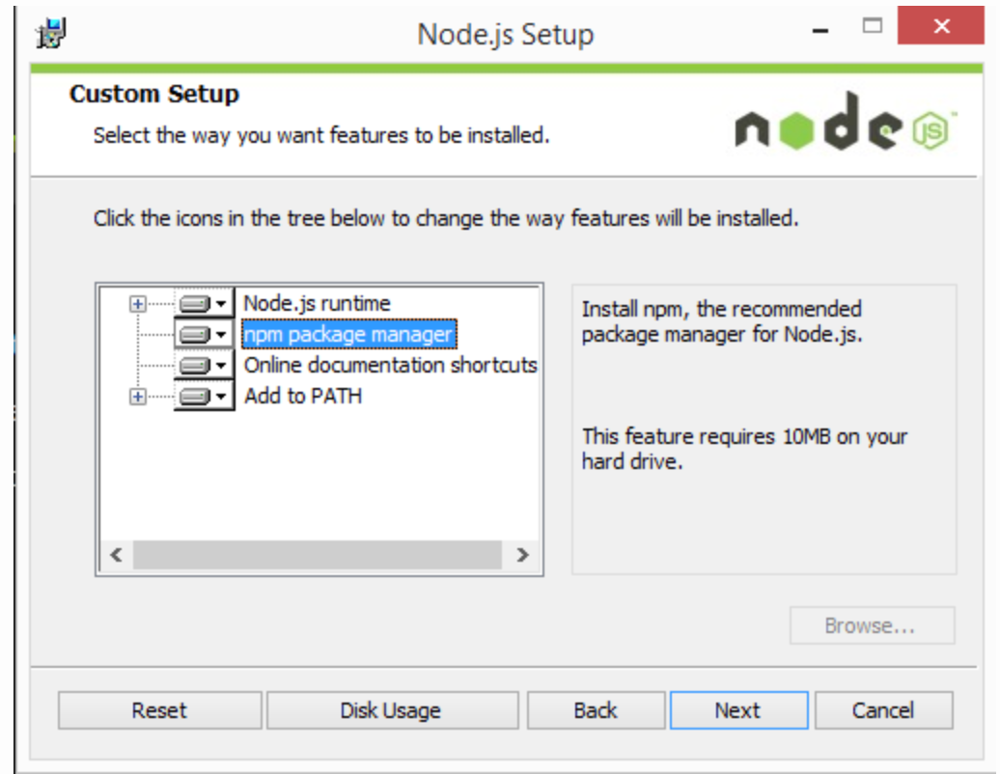 Node.js Setup
Custom Setup
Select the way you want features to be installed.
node JS
Click the icons in the tree below to change the way features will be installed.
Node.js runtime
npm package manager
Online documentation shortcuts
Add to PATH
Install npm, the recommended
package manager for Node.js.
This feature requires 10MB on your
hard drive.
Browse...
Reset
Disk Usage
Back
Next
Cancel